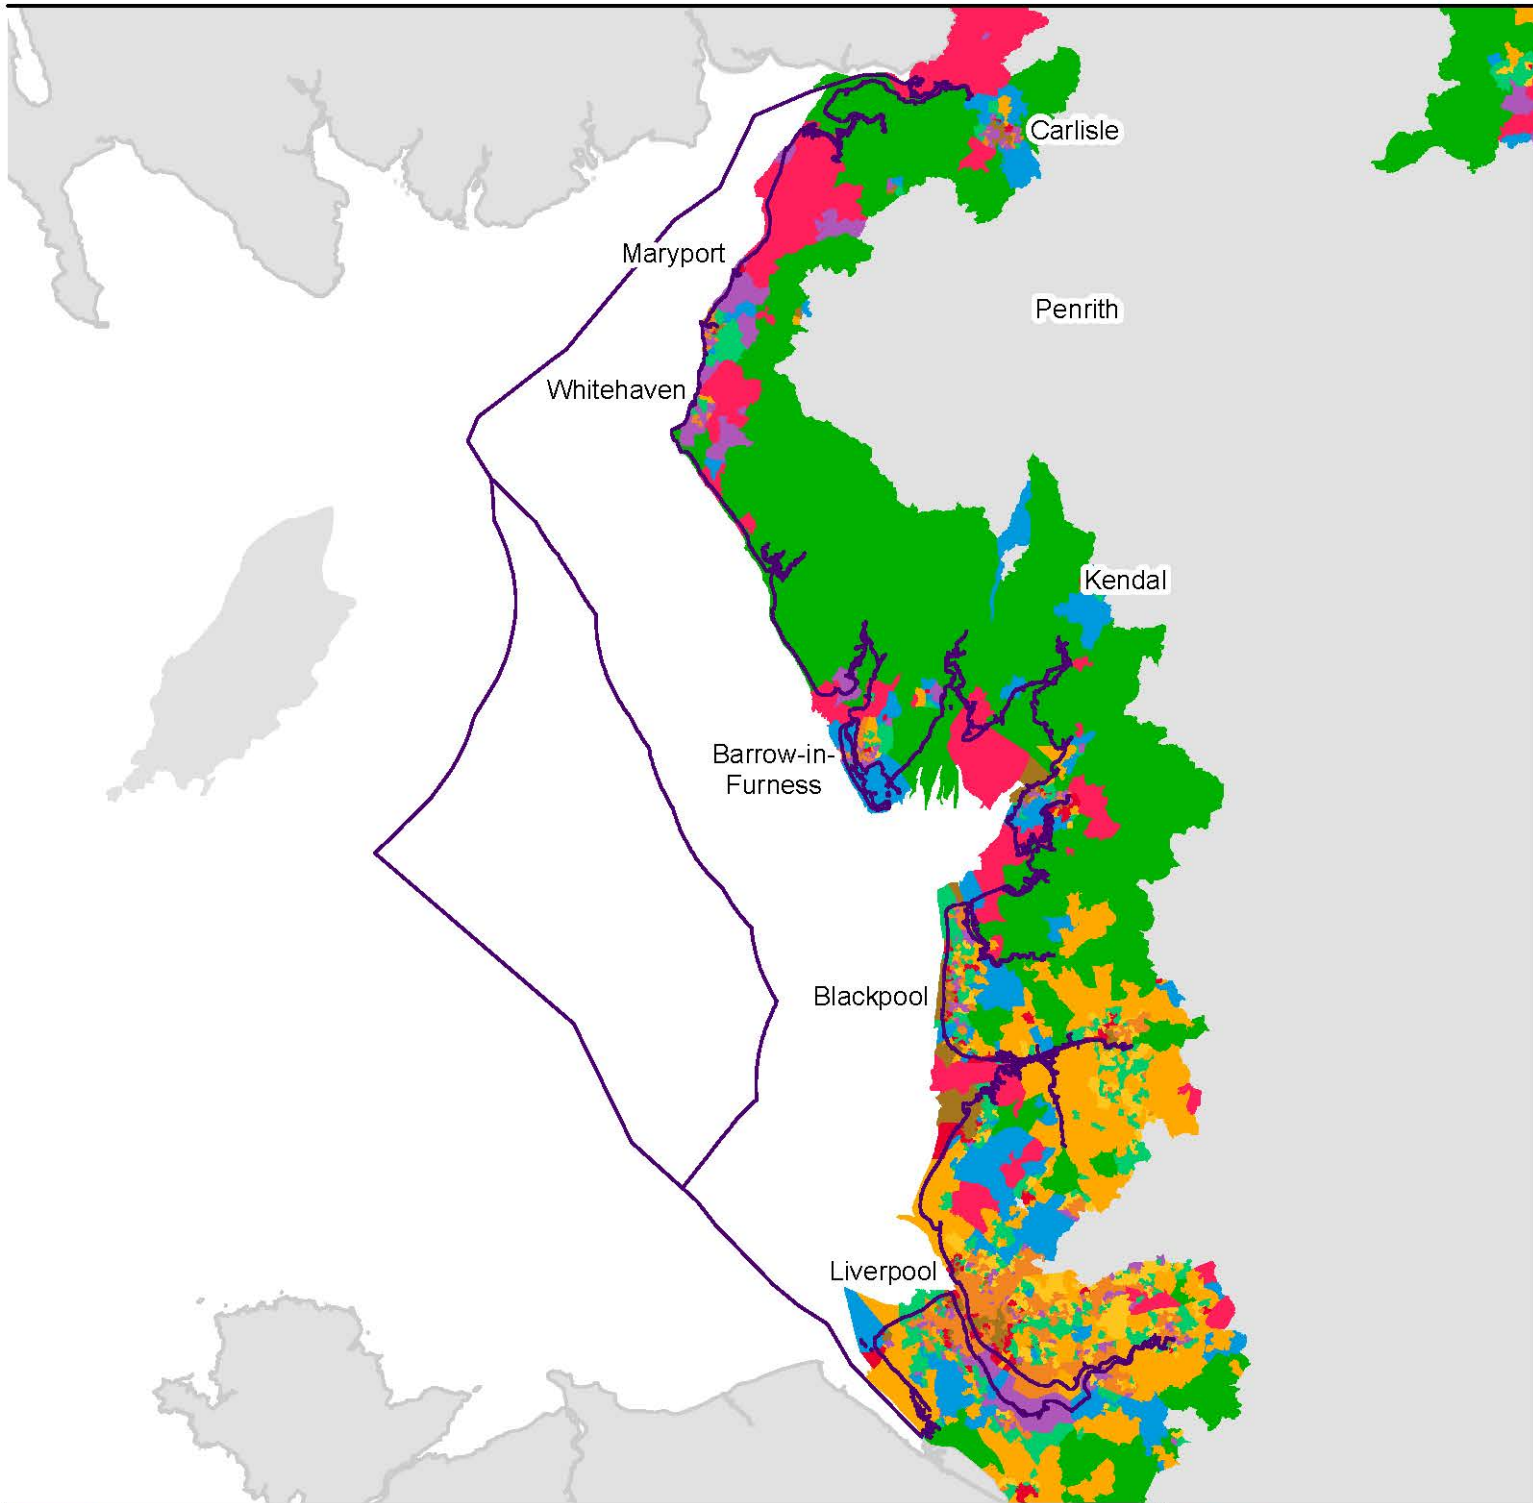 Carlisle
Maryport
Penrith
Whitehaven
Kendal
Barrow-in-
Furness
Blackpool
Liverpool